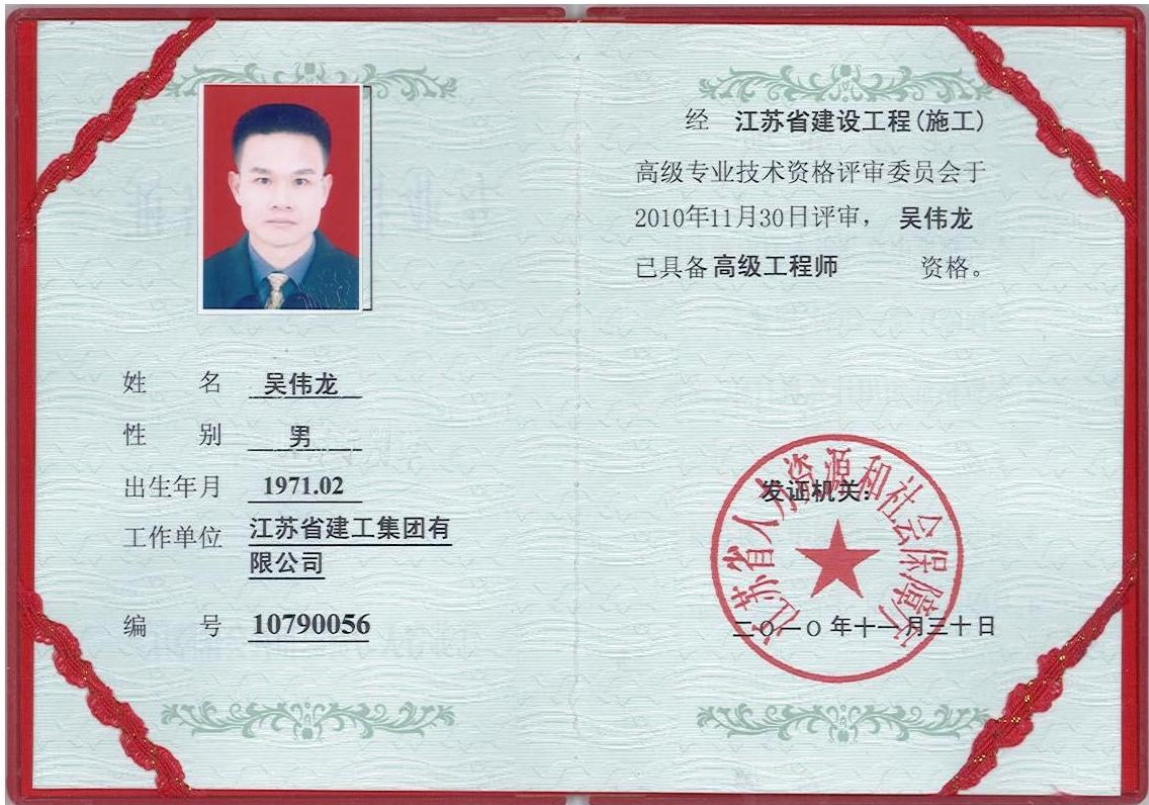 姓 名 吴伟龙
性 别 男
出生年月 1971.02
工作单位 江苏省建工集团有
限公司
编 号 10790056
经 江苏省建设工程(施工)
高级专业技术资格评审委员会于
2010年11月30日评审， 吴伟龙
已具备 高级工程师 资格。
江苏省人力资源和社会保障厅
发证机关：
二〇一〇年十一月三十日